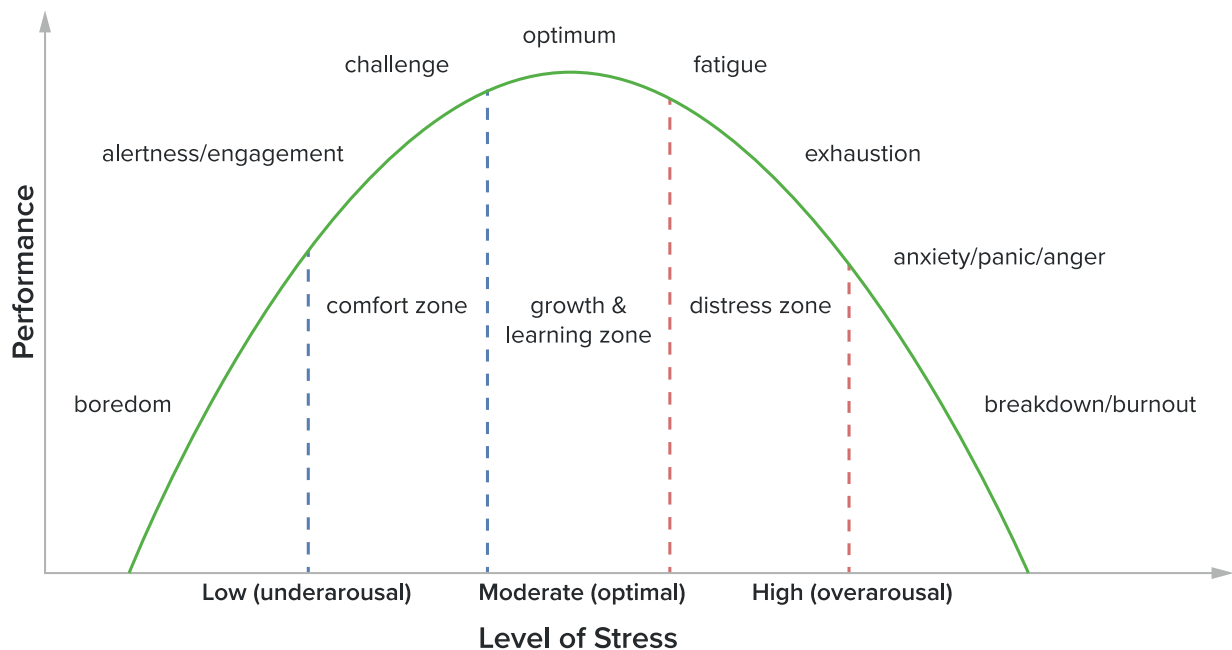 optimum
challenge
fatigue
alertness/engagement
exhaustion
Performance
anxiety/panic/anger
comfort zone
growth &
learning zone
distress zone
boredom
breakdown/burnout
Low (underarousal)
Moderate (optimal)
High (overarousal)
Level of Stress